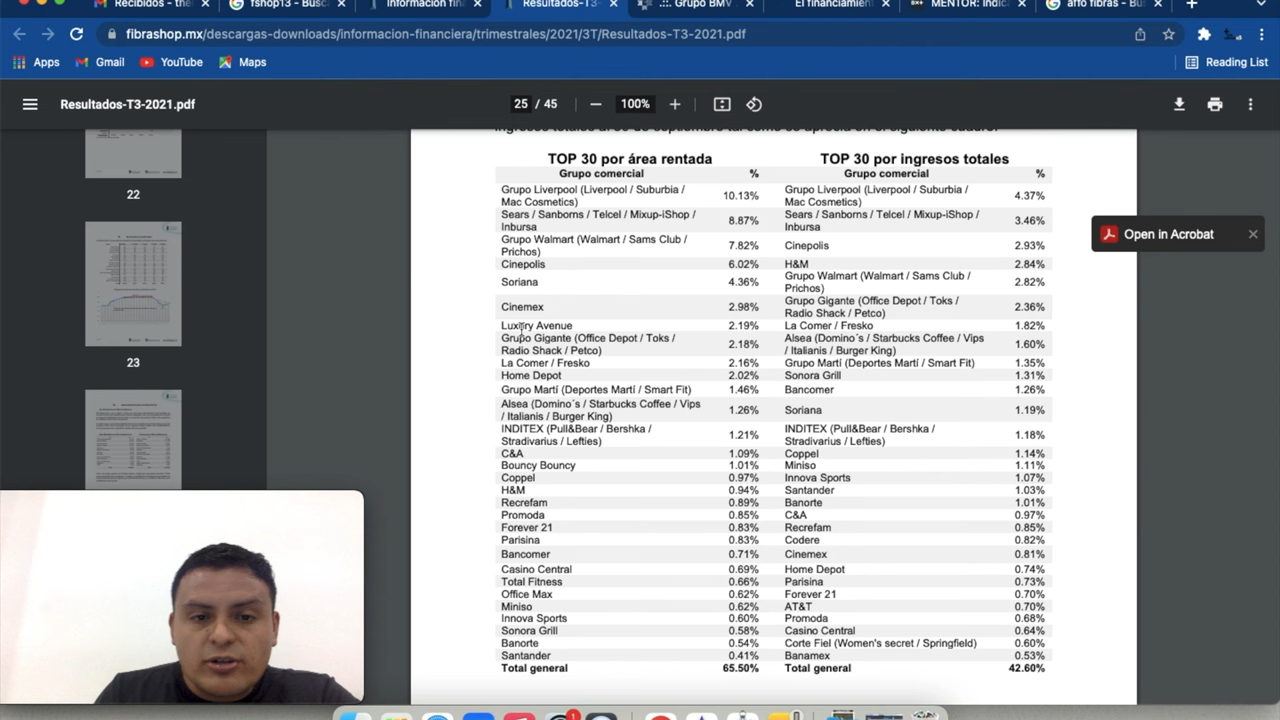 Recibidos - the
fshop13 - Busc
Información fin
Resultados-T3-
.::. Grupo BMV
El financiamien
MENTOR: Indic
affo fibras - Bu
fibrashop.mx/descargas-downloads/informacion-financiera/trimestrales/2021/3T/Resultados-T3-2021.pdf
Apps
Gmail
YouTube
Maps
Reading List
Resultados-T3-2021.pdf
25 / 45
100%
22
23
Open in Acrobat
TOP 30 por área rentada
Grupo comercial %
Grupo Liverpool (Liverpool / Suburbia /
Mac Cosmetics) 10.13%
Sears / Sanborns / Telcel / Mixup-iShop /
Inbursa 8.87%
Grupo Walmart (Walmart / Sams Club /
Prichos) 7.82%
Cinepolis 6.02%
Soriana 4.36%
Cinemex 2.98%
Luxury Avenue 2.19%
Grupo Gigante (Office Depot / Toks /
Radio Shack / Petco) 2.18%
La Comer / Fresko 2.16%
Home Depot 2.02%
Grupo Martí (Deportes Martí / Smart Fit) 1.46%
Alsea (Domino´s / Starbucks Coffee / Vips
/ Italianis / Burger King) 1.26%
INDITEX (Pull&Bear / Bershka /
Stradivarius / Lefties) 1.21%
C&A 1.09%
Bouncy Bouncy 1.01%
Coppel 0.97%
H&M 0.94%
Recrefam 0.89%
Promoda 0.85%
Forever 21 0.83%
Parisina 0.83%
Bancomer 0.71%
Casino Central 0.69%
Total Fitness 0.66%
Office Max 0.62%
Miniso 0.62%
Innova Sports 0.60%
Sonora Grill 0.58%
Banorte 0.54%
Santander 0.41%
Total general 65.50%
TOP 30 por ingresos totales
Grupo comercial %
Grupo Liverpool (Liverpool / Suburbia /
Mac Cosmetics) 4.37%
Sears / Sanborns / Telcel / Mixup-iShop /
Inbursa 3.46%
Cinepolis 2.93%
H&M 2.84%
Grupo Walmart (Walmart / Sams Club /
Prichos) 2.82%
Grupo Gigante (Office Depot / Toks /
Radio Shack / Petco) 2.36%
La Comer / Fresko 1.82%
Alsea (Domino´s / Starbucks Coffee / Vips
/ Italianis / Burger King) 1.60%
Grupo Martí (Deportes Martí / Smart Fit) 1.35%
Sonora Grill 1.31%
Bancomer 1.26%
Soriana 1.19%
INDITEX (Pull&Bear / Bershka /
Stradivarius / Lefties) 1.18%
Coppel 1.14%
Miniso 1.11%
Innova Sports 1.07%
Santander 1.03%
Banorte 1.01%
C&A 0.97%
Recrefam 0.85%
Codere 0.82%
Cinemex 0.81%
Home Depot 0.74%
Parisina 0.73%
Forever 21 0.70%
AT&T 0.70%
Promoda 0.68%
Casino Central 0.64%
Corte Fiel (Women's secret / Springfield) 0.60%
Banamex 0.53%
Total general 42.60%